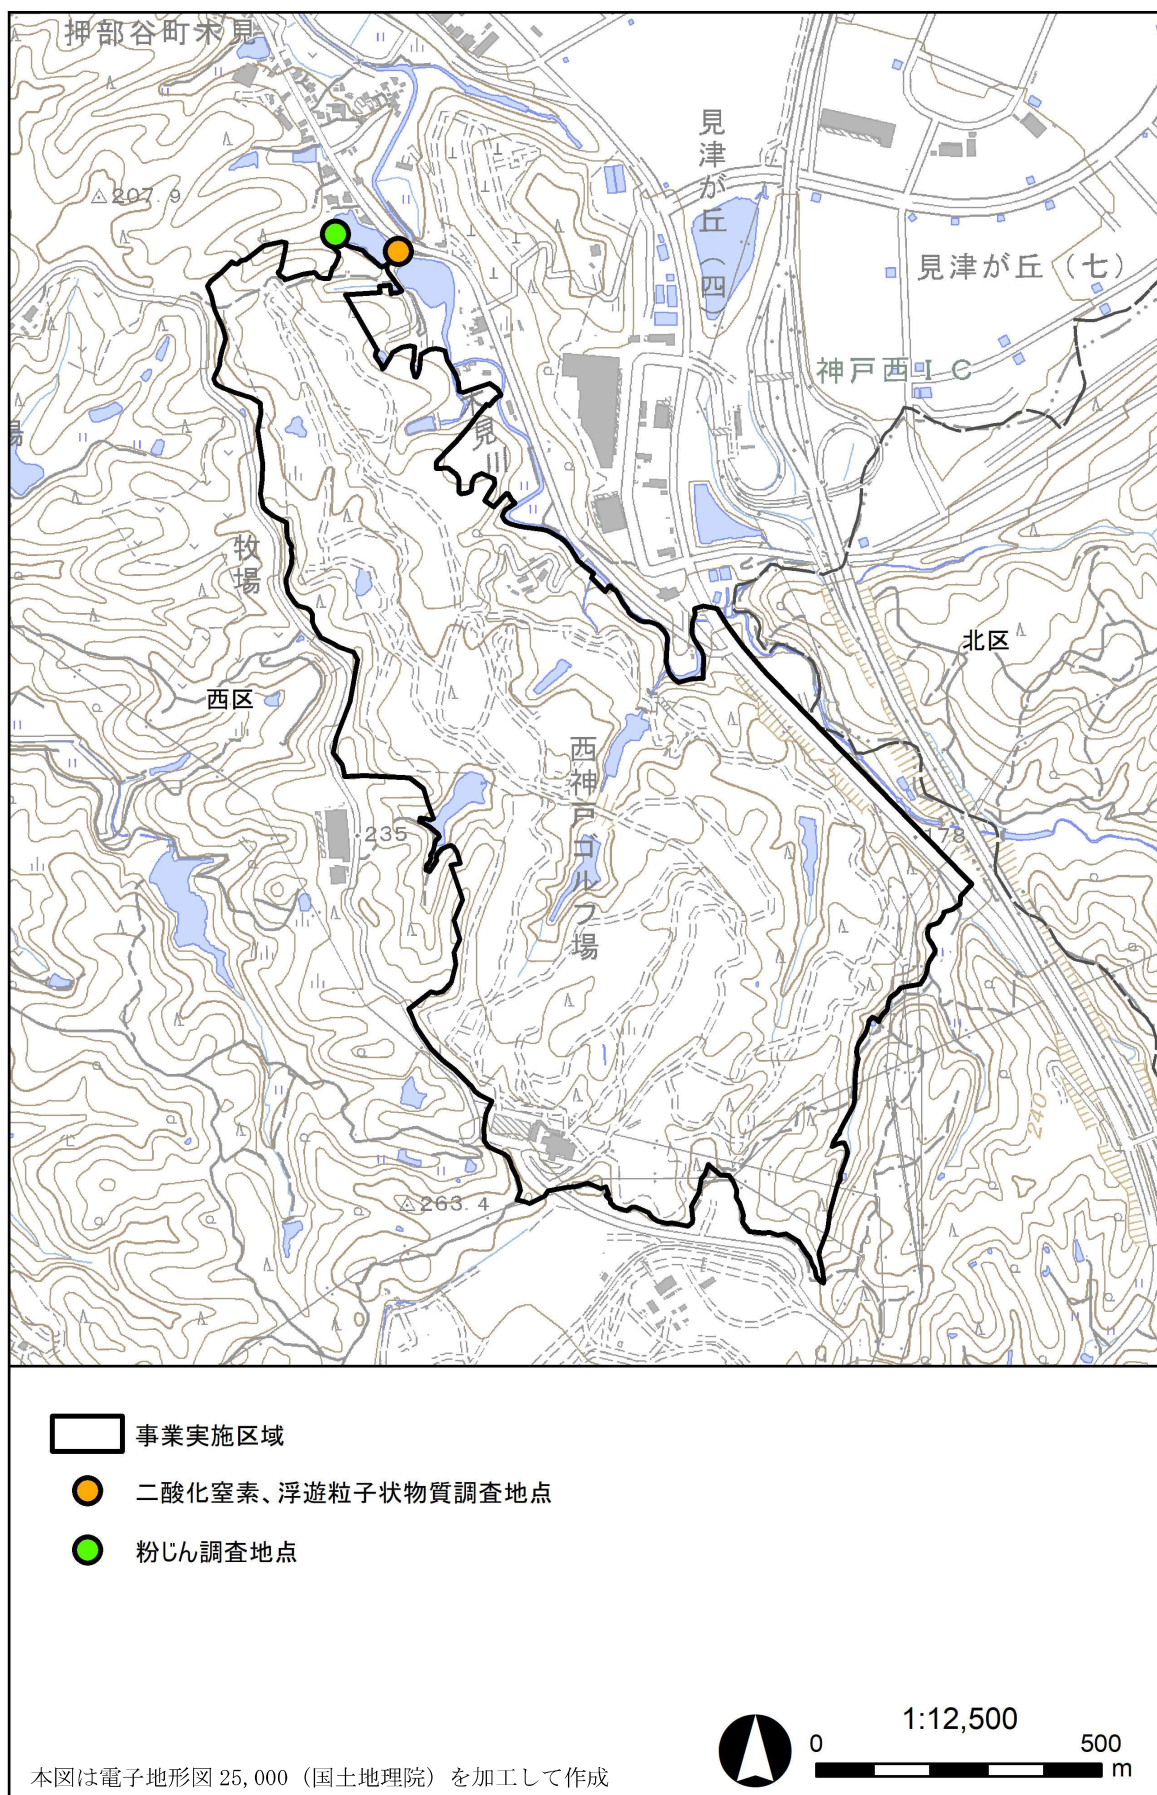 押部谷町木見
見津が丘（四）
207.9
見津が丘（七）
神戸西ＩＣ
木見川
牧場
北区
西区
西神戸ゴルフ場
235
178
240
263.4
事業実施区域
二酸化窒素、浮遊粒子状物質調査地点
粉じん調査地点
1:12,500
0 500
m
本図は電子地形図 25,000（国土地理院）を加工して作成